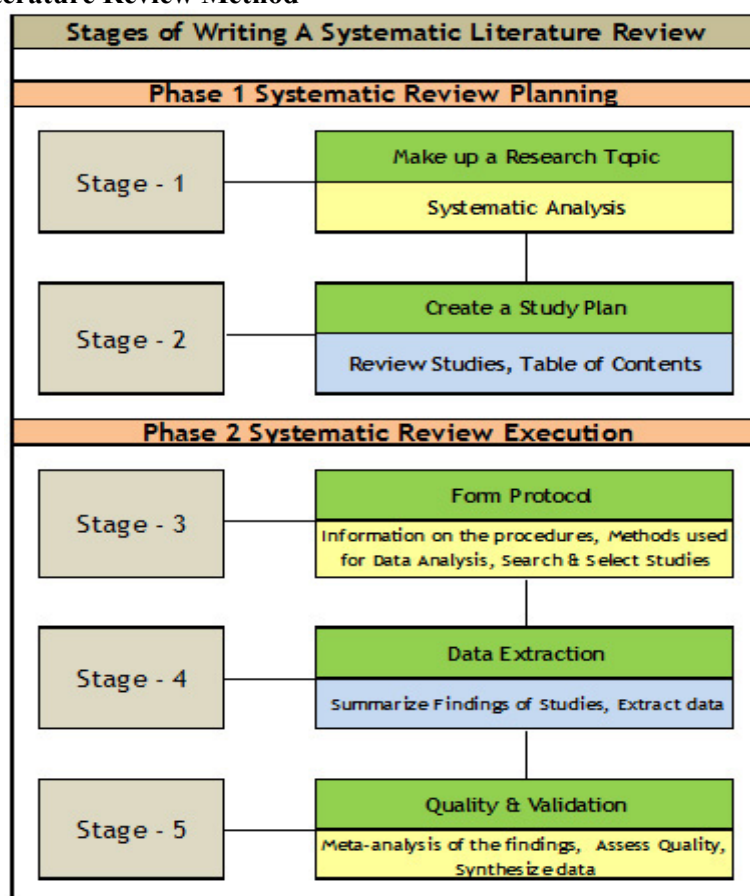 Literature Review Method
Stages of Writing A Systematic Literature Review
Phase 1 Systematic Review Planning
Stage - 1
Make up a Research Topic
Systematic Analysis
Stage - 2
Create a Study Plan
Review Studies, Table of Contents
Phase 2 Systematic Review Execution
Stage - 3
Form Protocol
Information on the procedures, Methods used
for Data Analysis, Search & Select Studies
Stage - 4
Data Extraction
Summarize Findings of Studies, Extract data
Stage - 5
Quality & Validation
Meta-analysis of the findings, Assess Quality,
Synthesize data